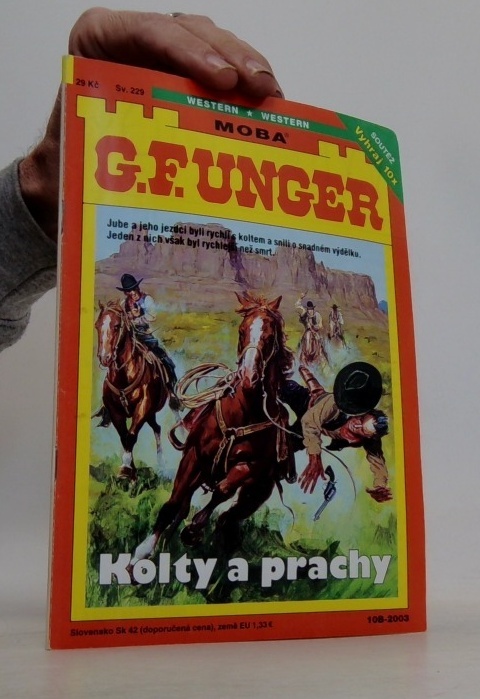 29 Kč Sv. 229
WESTERN ★ WESTERN
SOUTĚŽ
Vyhraj 10x
MOBA®
G.F. UNGER
Jube a jeho jezdci byli rychlí s koltem a snili o snadném výdělku.
Jeden z nich však byl rychlejší než smrt...
Kolty a prachy
10B-2003
Slovensko Sk 42 (doporučená cena), země EU 1,33 €